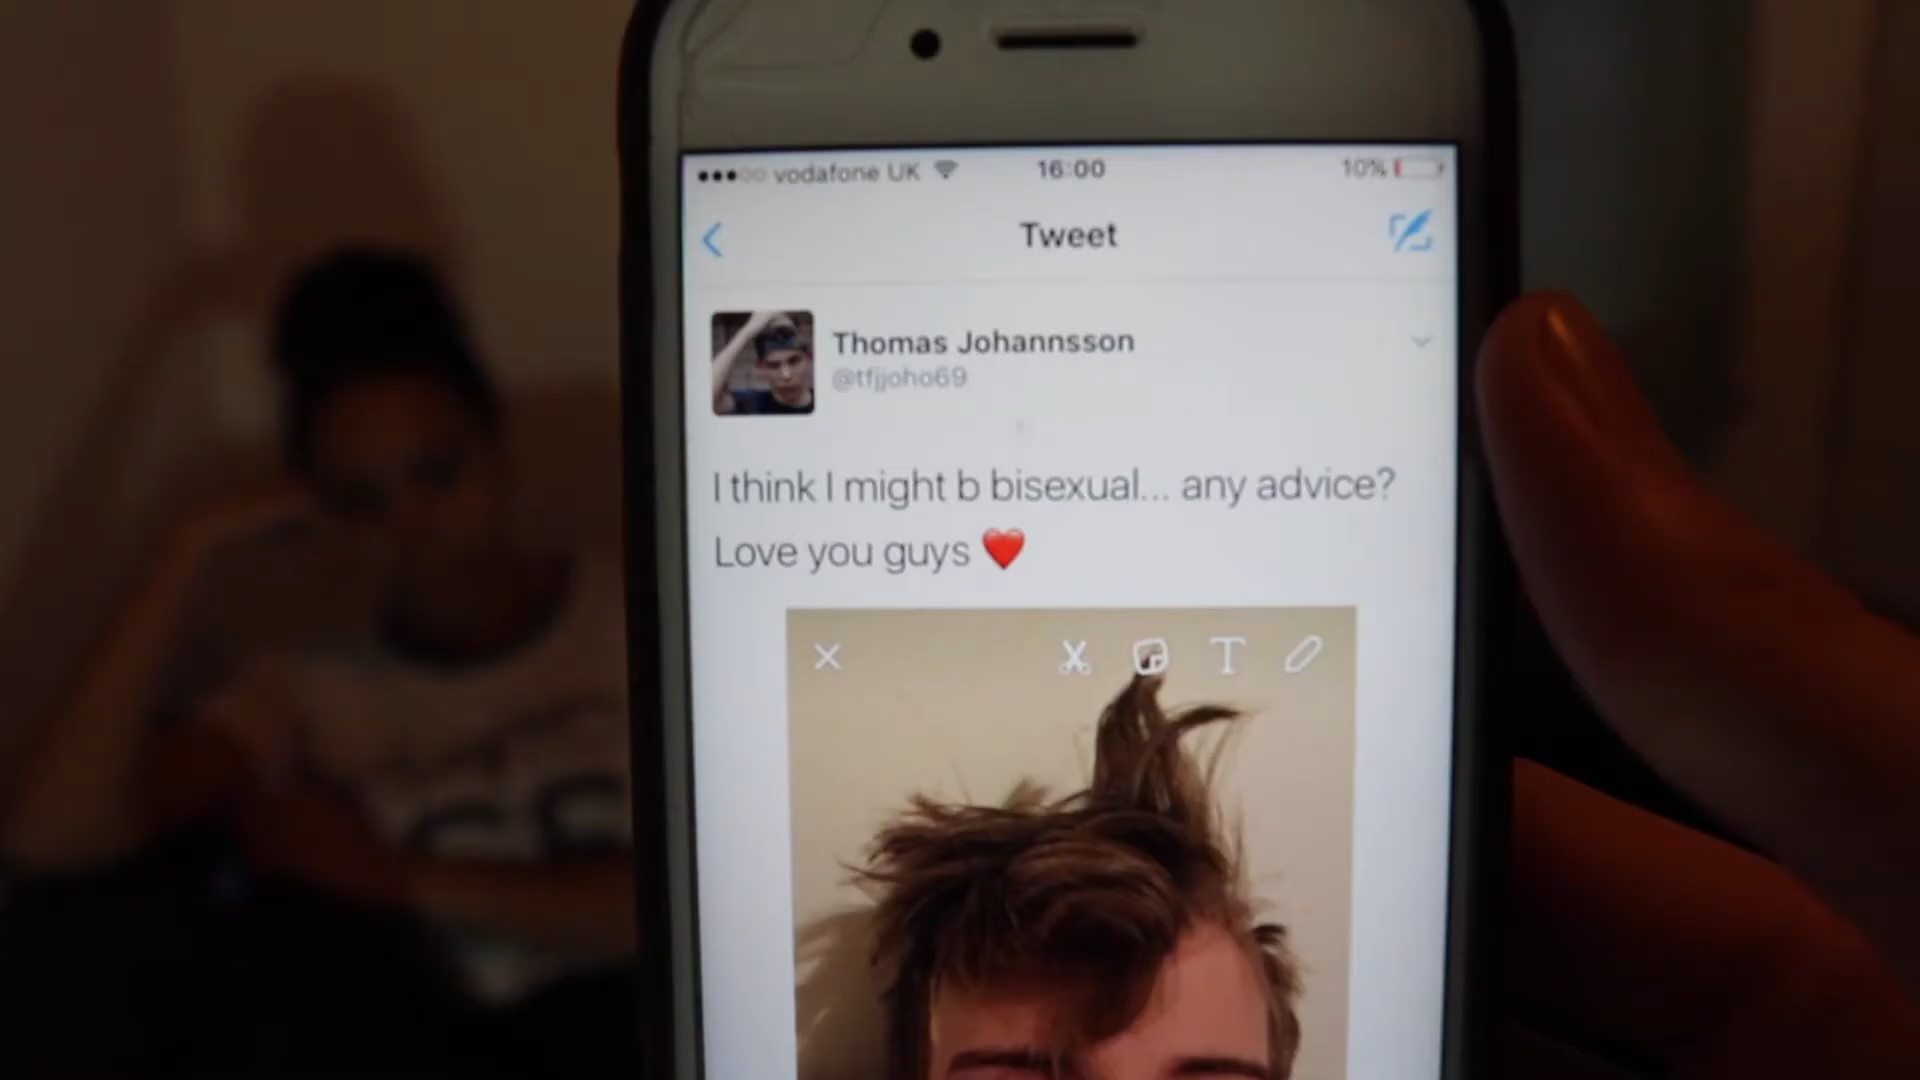 vodafone UK 16:00 10%
Tweet
Thomas Johannsson
@tfjjoho69
I think I might b bisexual... any advice?
Love you guys ❤️
T